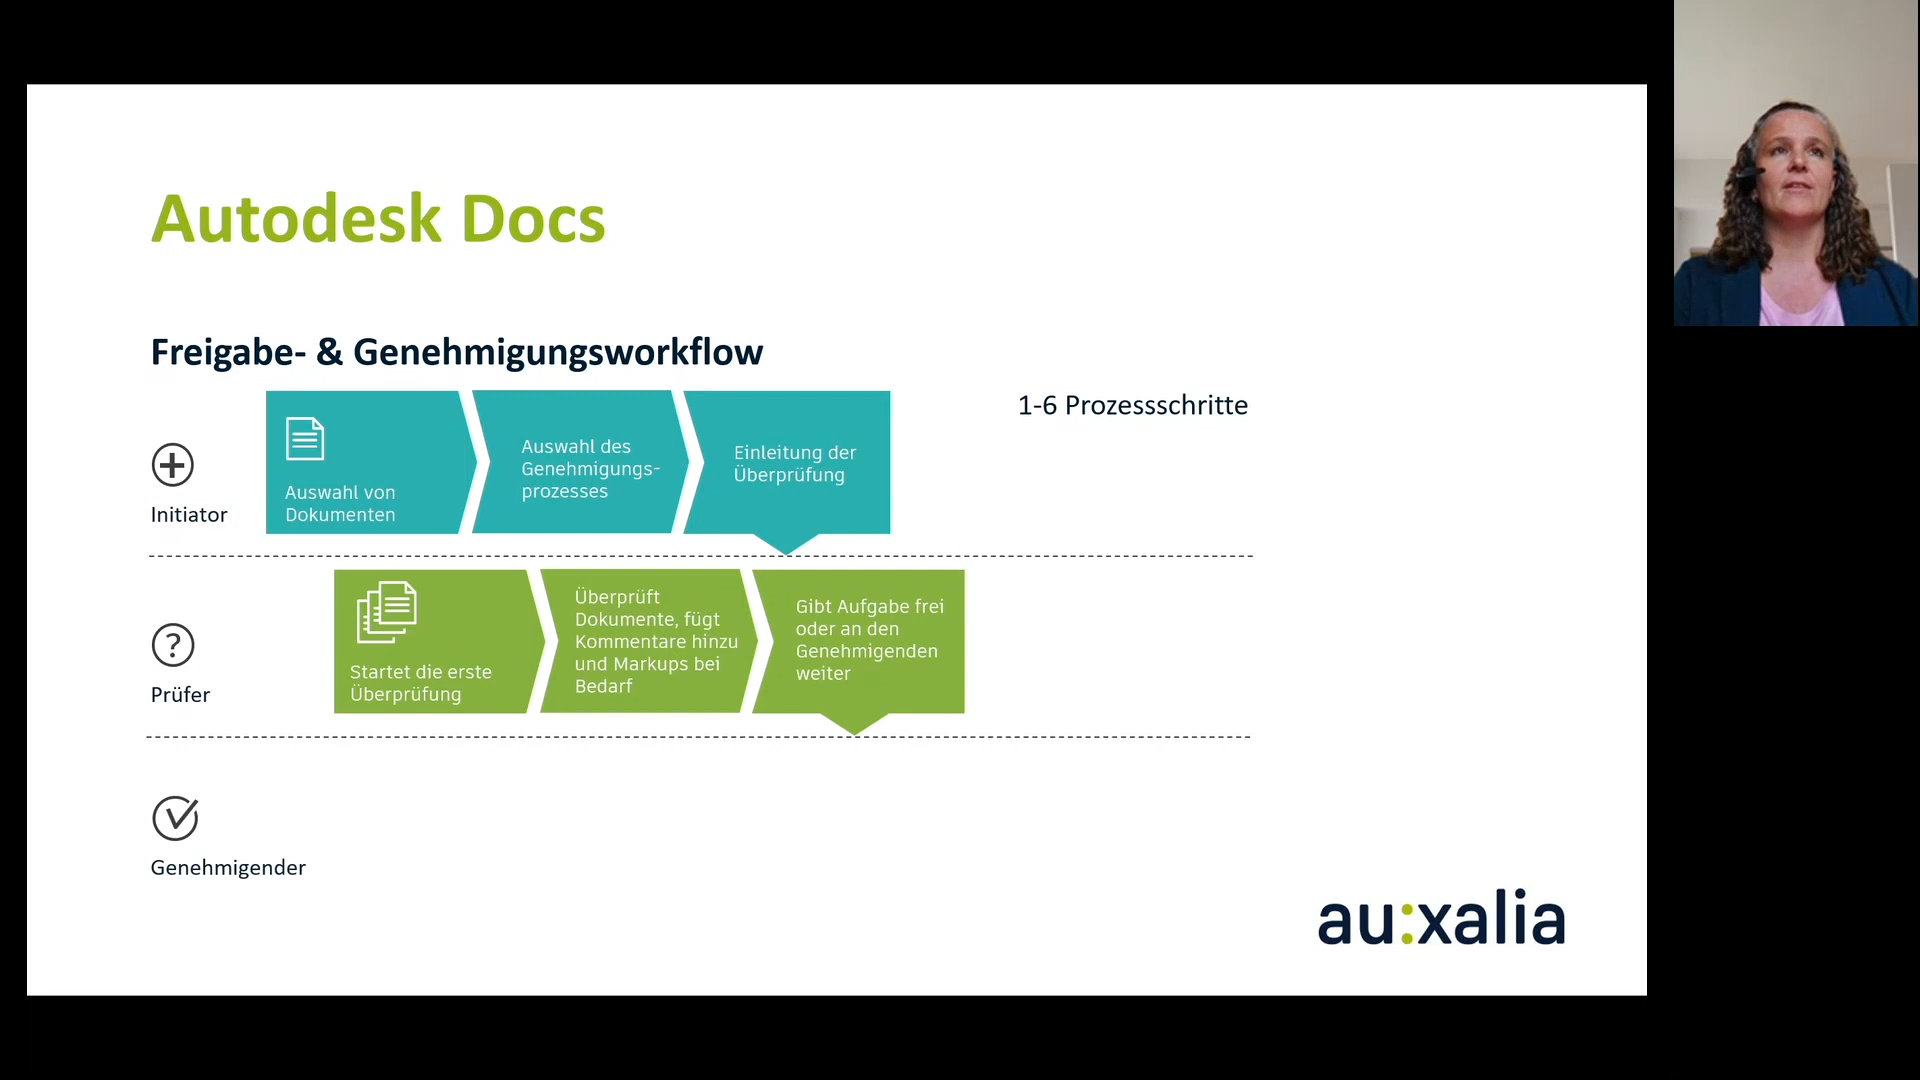 Autodesk Docs
Freigabe- & Genehmigungsworkflow
1-6 Prozessschritte
Initiator
Auswahl von
Dokumenten
Auswahl des
Genehmigungs-
prozesses
Einleitung der
Überprüfung
?
Prüfer
Startet die erste
Überprüfung
Überprüft
Dokumente, fügt
Kommentare hinzu
und Markups bei
Bedarf
Gibt Aufgabe frei
oder an den
Genehmigenden
weiter
Genehmigender
au:xalia